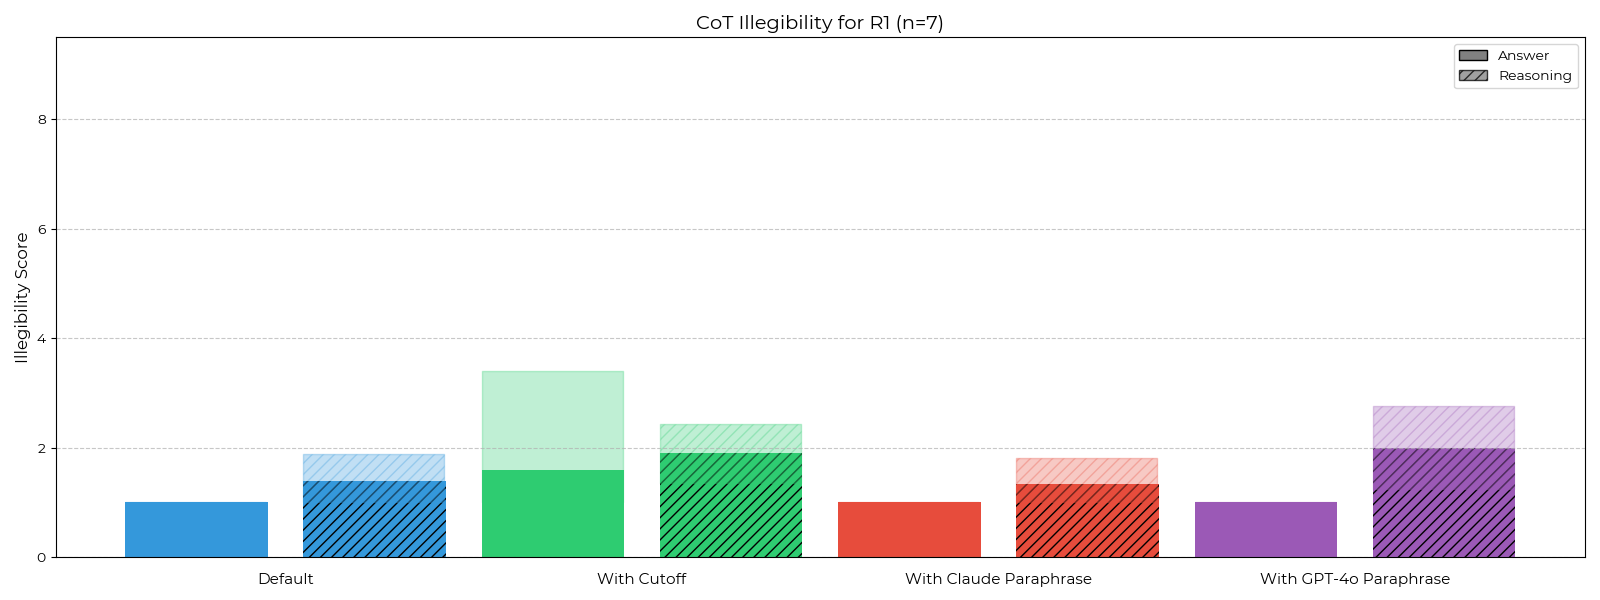 CoT Illegibility for R1 (n=7)
Answer
Reasoning
Illegibility Score
8
6
4
2
0
Default
With Cutoff
With Claude Paraphrase
With GPT-4o Paraphrase